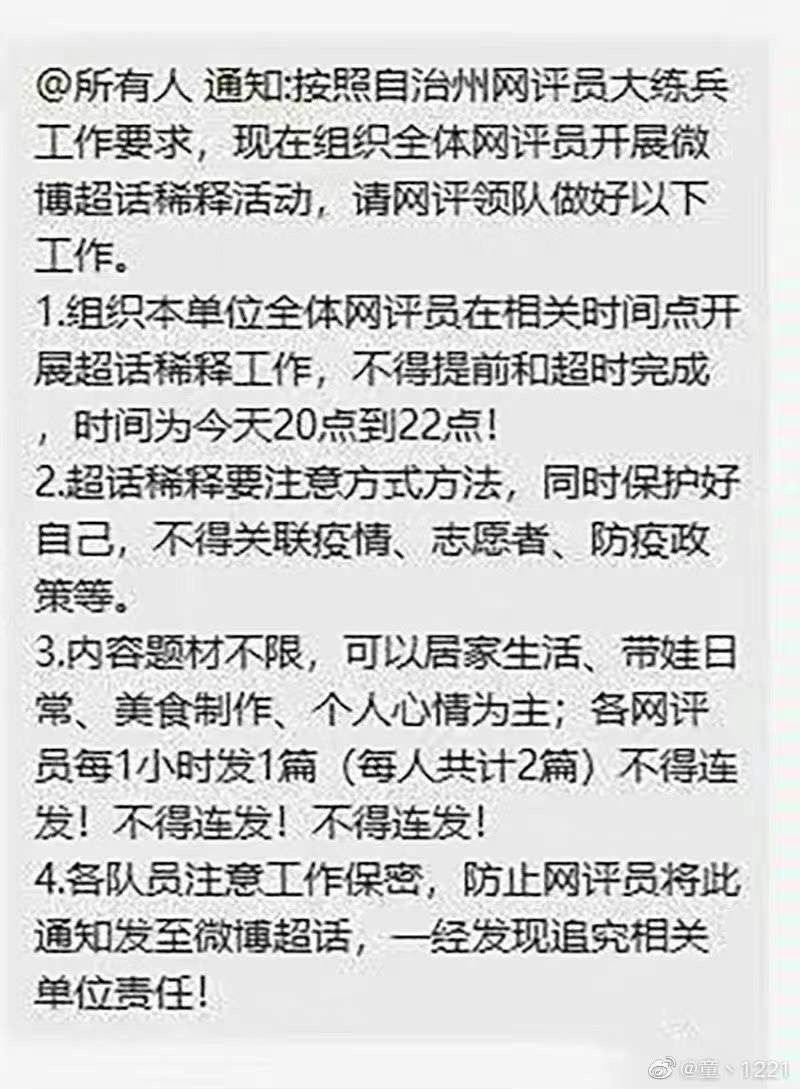 @所有人 通知:按照自治州网评员大练兵
工作要求，现在组织全体网评员开展微
博超话稀释活动，请网评领队做好以下
工作。
1.组织本单位全体网评员在相关时间点开
展超话稀释工作，不得提前和超时完成
，时间为今天20点到22点！
2.超话稀释要注意方式方法，同时保护好
自己，不得关联疫情、志愿者、防疫政
策等。
3.内容题材不限，可以居家生活、带娃日
常、美食制作、个人心情为主；各网评
员每1小时发1篇（每人共计2篇）不得连
发！不得连发！不得连发！
4.各队员注意工作保密，防止网评员将此
通知发至微博超话，一经发现追究相关
单位责任！
@童丶1221